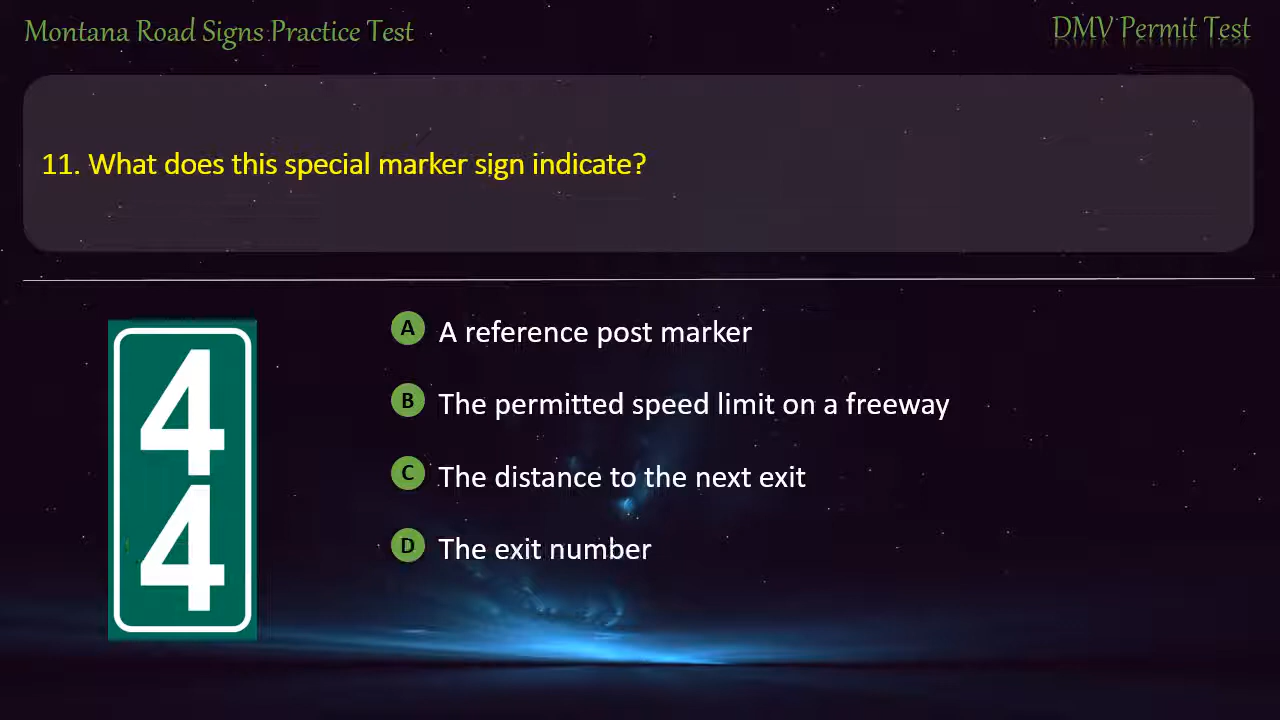 Montana Road Signs Practice Test
DMV Permit Test
11. What does this special marker sign indicate?
4
4
A A reference post marker
B The permitted speed limit on a freeway
C The distance to the next exit
D The exit number